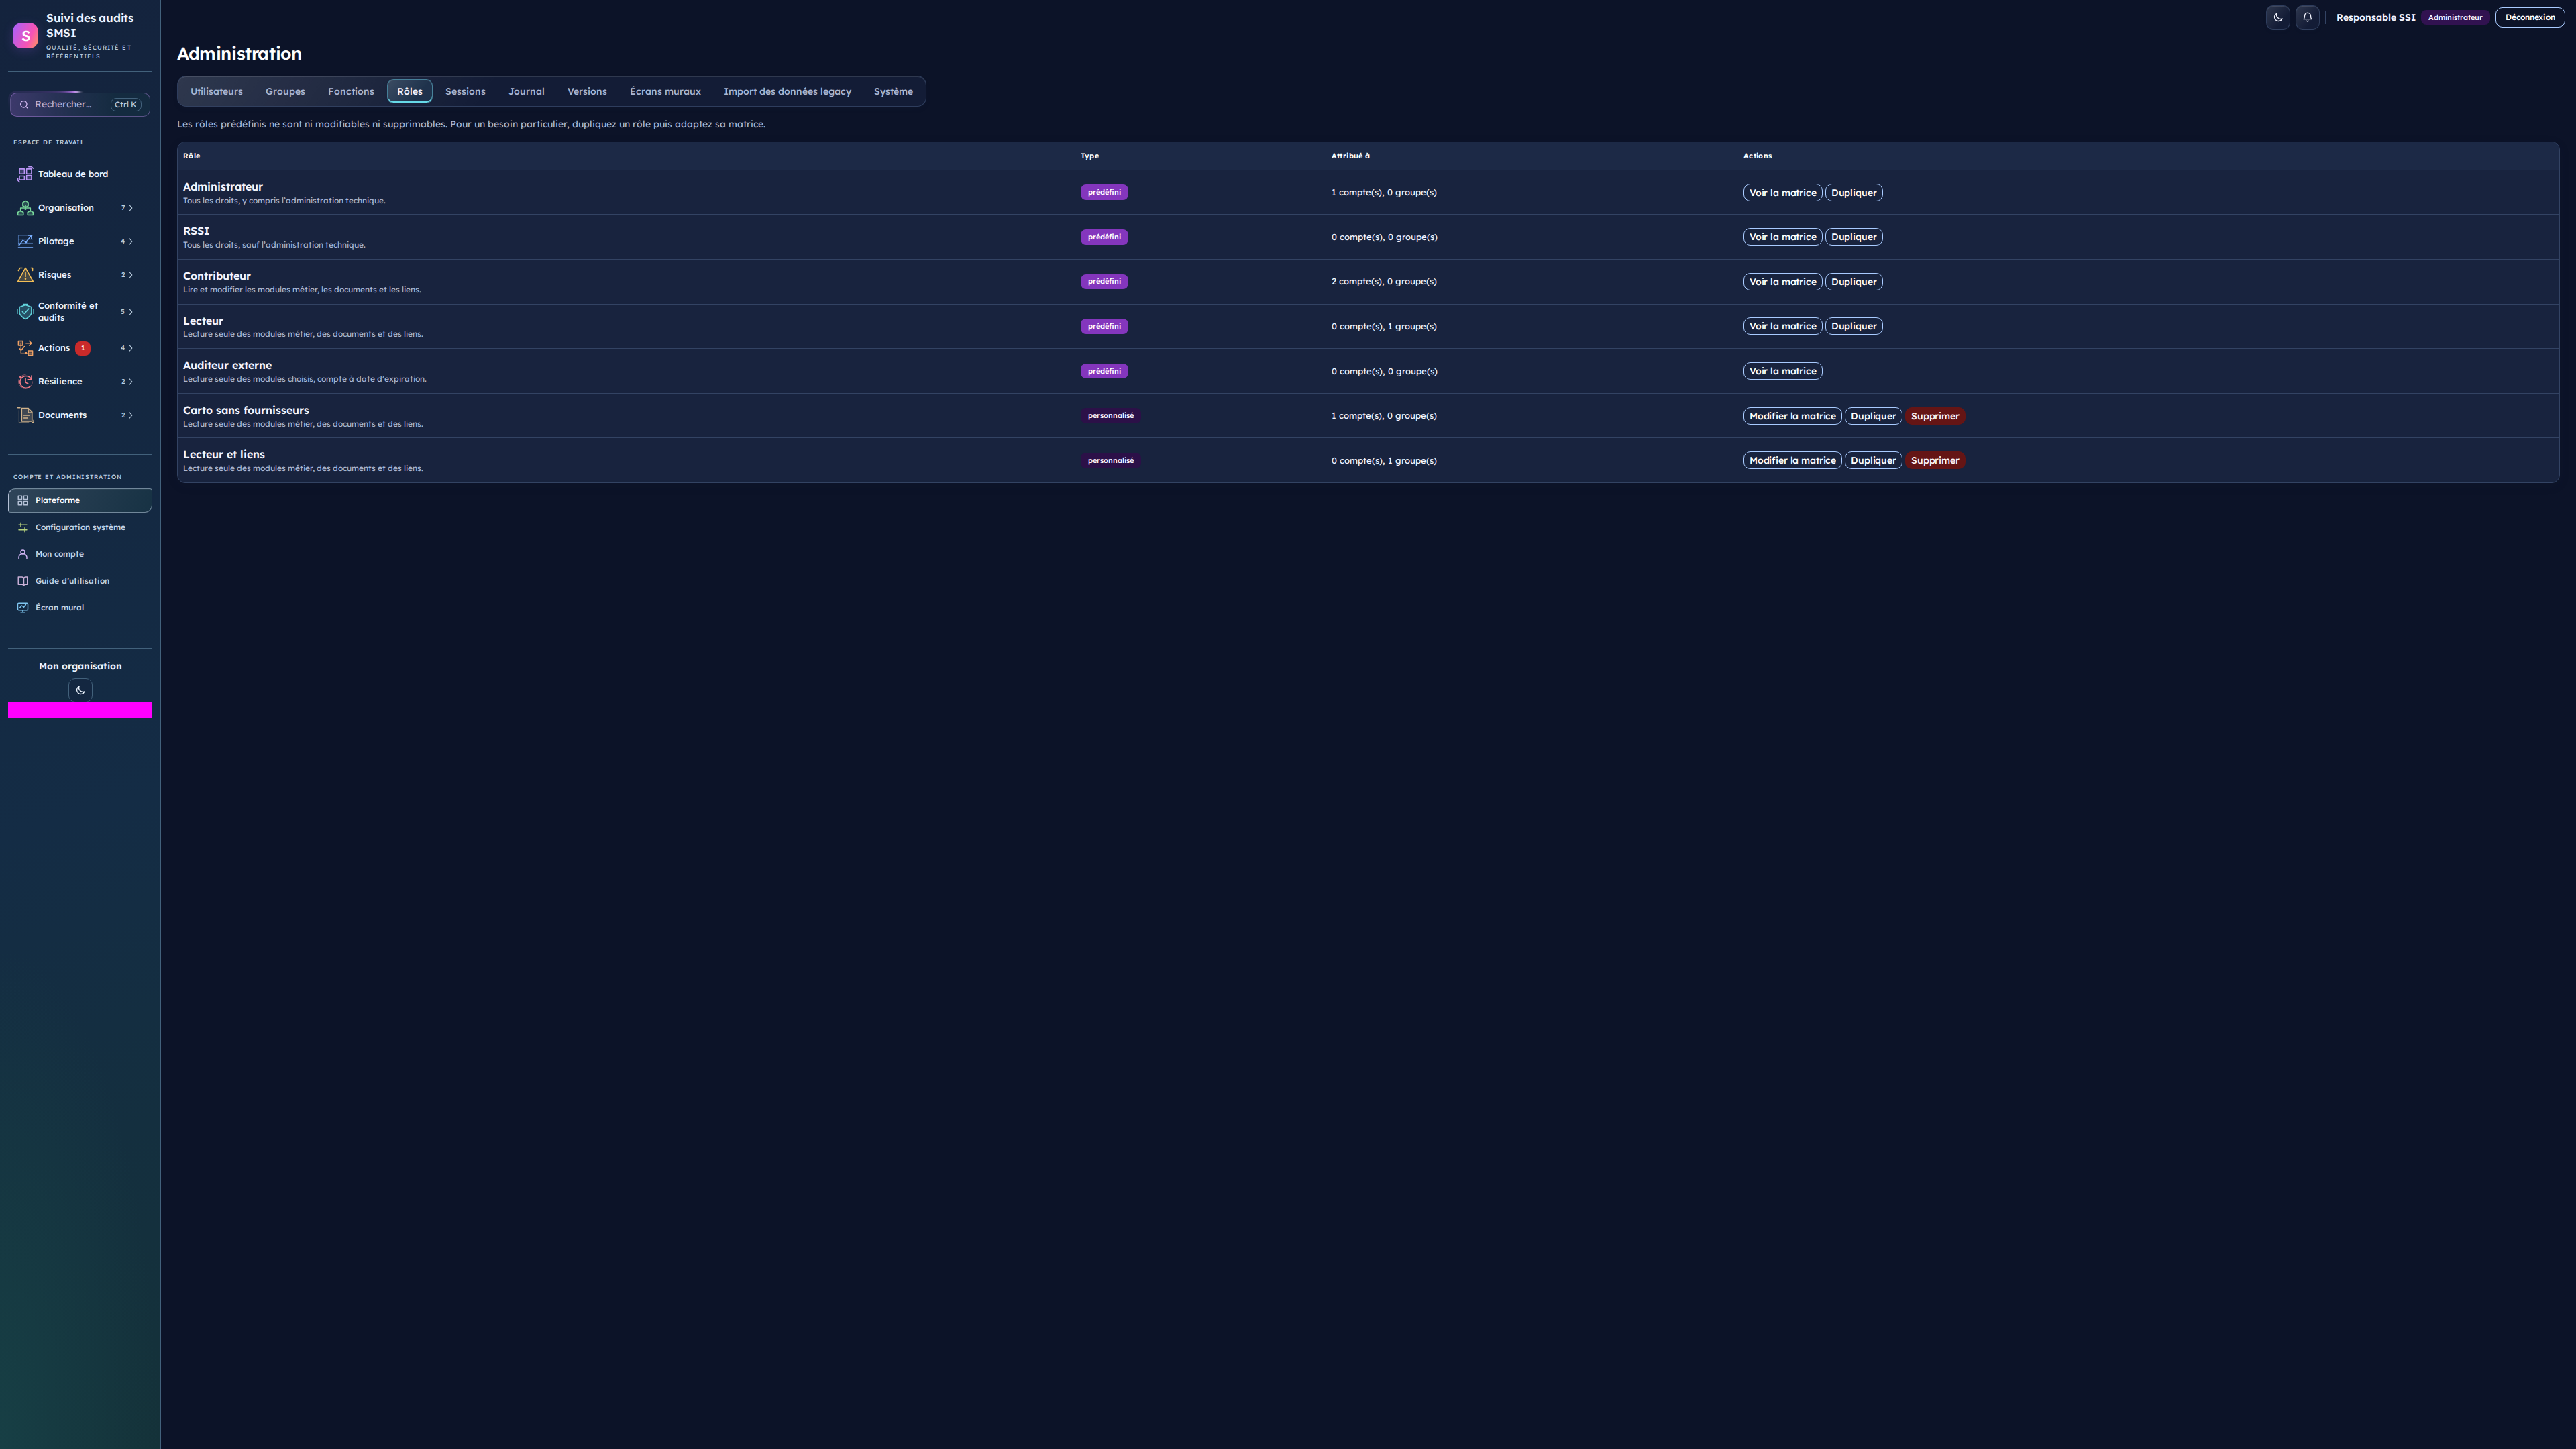 S
Suivi des audits
SMSI
QUALITÉ, SÉCURITÉ ET
RÉFÉRENTIELS
Rechercher… Ctrl K
ESPACE DE TRAVAIL
Tableau de bord
Organisation 7
Pilotage 4
Risques 2
Conformité et
audits 5
Actions 1 4
Résilience 2
Documents 2
COMPTE ET ADMINISTRATION
Plateforme
Configuration système
Mon compte
Guide d’utilisation
Écran mural
Mon organisation
Responsable SSI Administrateur Déconnexion
Administration
Utilisateurs Groupes Fonctions Rôles Sessions Journal Versions Écrans muraux Import des données legacy Système
Les rôles prédéfinis ne sont ni modifiables ni supprimables. Pour un besoin particulier, dupliquez un rôle puis adaptez sa matrice.
Rôle Type Attribué à Actions
Administrateur
Tous les droits, y compris l’administration technique.
prédéfini 1 compte(s), 0 groupe(s) Voir la matrice Dupliquer
RSSI
Tous les droits, sauf l’administration technique.
prédéfini 0 compte(s), 0 groupe(s) Voir la matrice Dupliquer
Contributeur
Lire et modifier les modules métier, les documents et les liens.
prédéfini 2 compte(s), 0 groupe(s) Voir la matrice Dupliquer
Lecteur
Lecture seule des modules métier, des documents et des liens.
prédéfini 0 compte(s), 1 groupe(s) Voir la matrice Dupliquer
Auditeur externe
Lecture seule des modules choisis, compte à date d’expiration.
prédéfini 0 compte(s), 0 groupe(s) Voir la matrice
Carto sans fournisseurs
Lecture seule des modules métier, des documents et des liens.
personnalisé 1 compte(s), 0 groupe(s) Modifier la matrice Dupliquer Supprimer
Lecteur et liens
Lecture seule des modules métier, des documents et des liens.
personnalisé 0 compte(s), 1 groupe(s) Modifier la matrice Dupliquer Supprimer